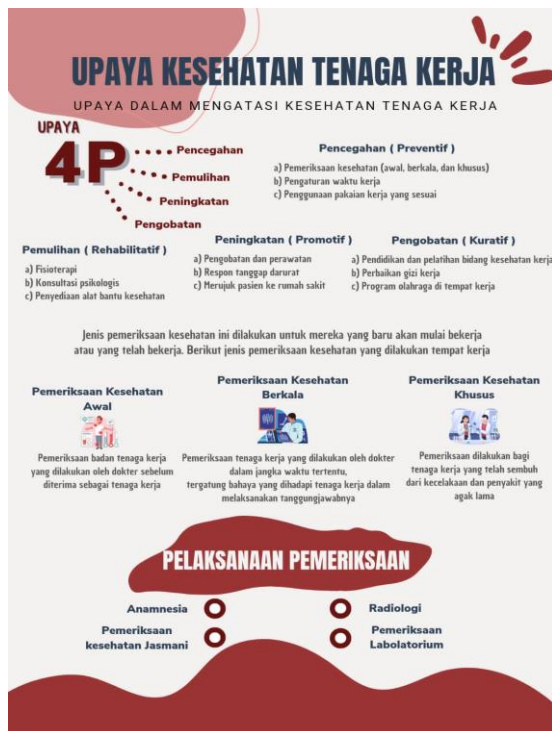 UPAYA KESEHATAN TENAGA KERJA
UPAYA DALAM MENGATASI KESEHATAN TENAGA KERJA
UPAYA
4P
Pencegahan
Pemulihan
Peningkatan
Pengobatan
Pencegahan ( Preventif )
a) Pemeriksaan kesehatan (awal, berkala, dan khusus)
b) Pengaturan waktu kerja
c) Penggunaan pakaian kerja yang sesuai
Pemulihan ( Rehabilitatif )
a) Fisioterapi
b) Konsultasi psikologis
c) Penyediaan alat bantu kesehatan
Peningkatan ( Promotif )
a) Pengobatan dan perawatan
b) Respon tanggap darurat
c) Merujuk pasien ke rumah sakit
Pengobatan ( Kuratif )
a) Pendidikan dan pelatihan bidang kesehatan kerja
b) Perbaikan gizi kerja
c) Program olahraga di tempat kerja
Jenis pemeriksaan kesehatan ini dilakukan untuk mereka yang baru akan mulai bekerja
atau yang telah bekerja. Berikut jenis pemeriksaan kesehatan yang dilakukan tempat kerja
Pemeriksaan Kesehatan
Awal
Pemeriksaan badan tenaga kerja
yang dilakukan oleh dokter sebelum
diterima sebagai tenaga kerja
Pemeriksaan Kesehatan
Berkala
Pemeriksaan tenaga kerja yang dilakukan oleh dokter
dalam jangka waktu tertentu,
tergatung bahaya yang dihadapi tenaga kerja dalam
melaksanakan tanggungjawabnya
Pemeriksaan Kesehatan
Khusus
Pemeriksaan dilakukan bagi
tenaga kerja yang telah sembuh
dari kecelakaan dan penyakit yang
agak lama
PELAKSANAAN PEMERIKSAAN
Anamnesia
Pemeriksaan
kesehatan Jasmani
Radiologi
Pemeriksaan
Labolatorium